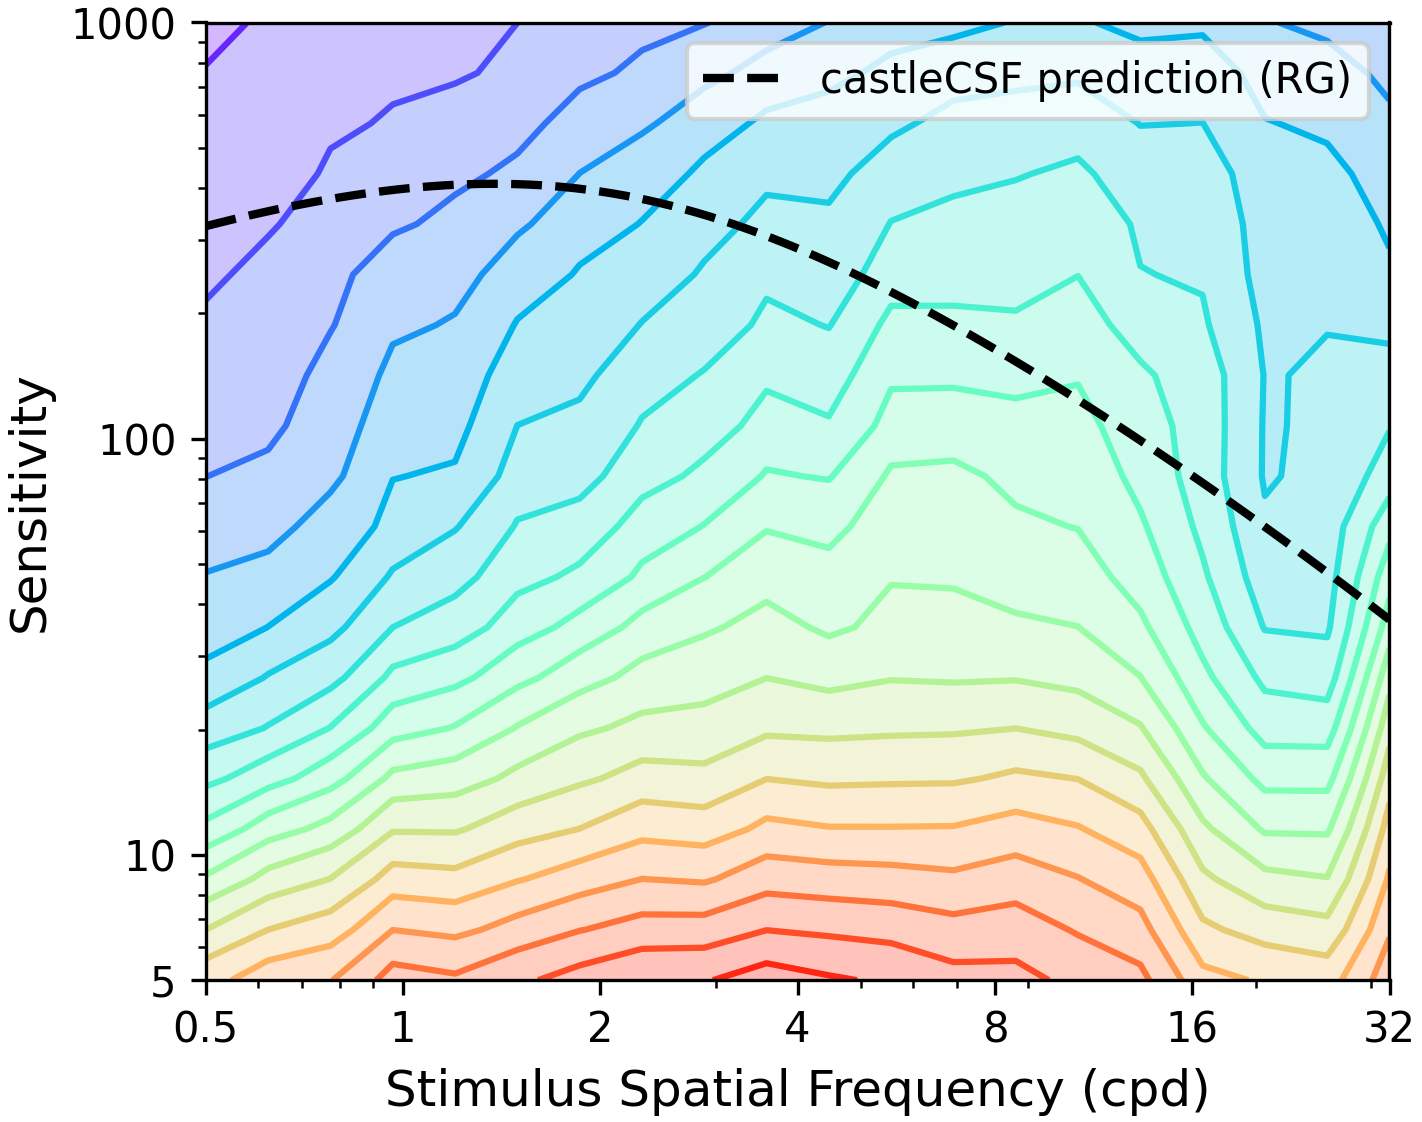 1000
castleCSF prediction (RG)
100
10
5
Sensitivity
0.5 1 2 4 8 16 32
Stimulus Spatial Frequency (cpd)